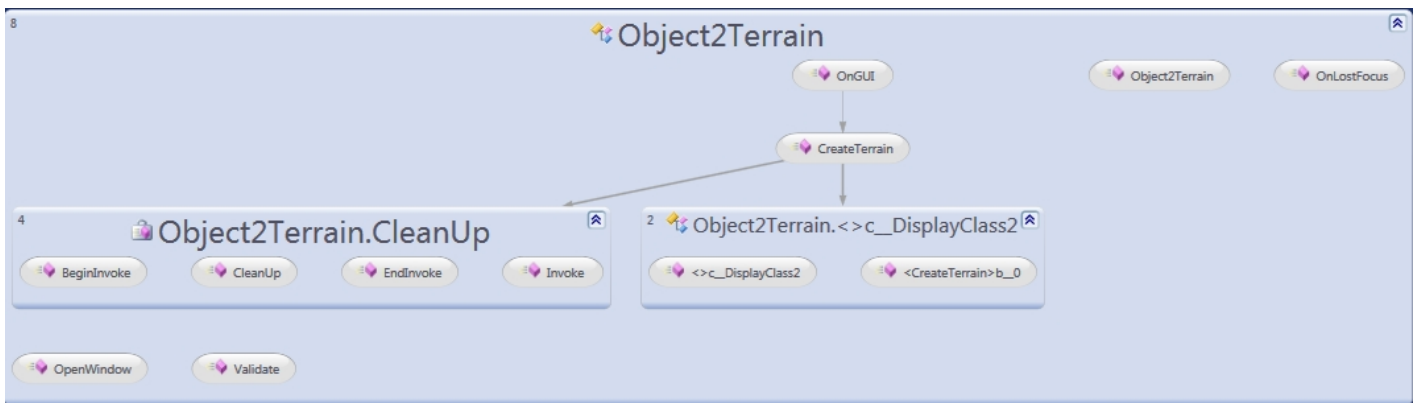 8
Object2Terrain
OnGUI
Object2Terrain
OnLostFocus
CreateTerrain
4
Object2Terrain.CleanUp
2
Object2Terrain.<>c__DisplayClass2
BeginInvoke
CleanUp
EndInvoke
Invoke
<>c__DisplayClass2
<CreateTerrain>b__0
OpenWindow
Validate